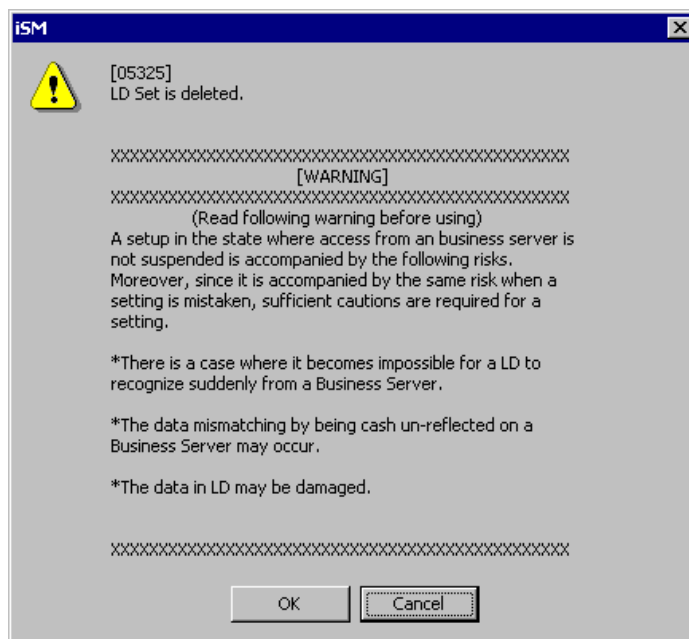 iSM
[05325]
LD Set is deleted.
XXXXXXXXXXXXXXXXXXXXXXXXXXXXXXXXXXXXXXXXXXXXXXXXX
[WARNING]
XXXXXXXXXXXXXXXXXXXXXXXXXXXXXXXXXXXXXXXXXXXXXXXXX
(Read following warning before using)
A setup in the state where access from an business server is
not suspended is accompanied by the following risks.
Moreover, since it is accompanied by the same risk when a
setting is mistaken, sufficient cautions are required for a
setting.
*There is a case where it becomes impossible for a LD to
recognize suddenly from a Business Server.
*The data mismatching by being cash un-reflected on a
Business Server may occur.
*The data in LD may be damaged.
XXXXXXXXXXXXXXXXXXXXXXXXXXXXXXXXXXXXXXXXXXXXXXXXX
OK Cancel